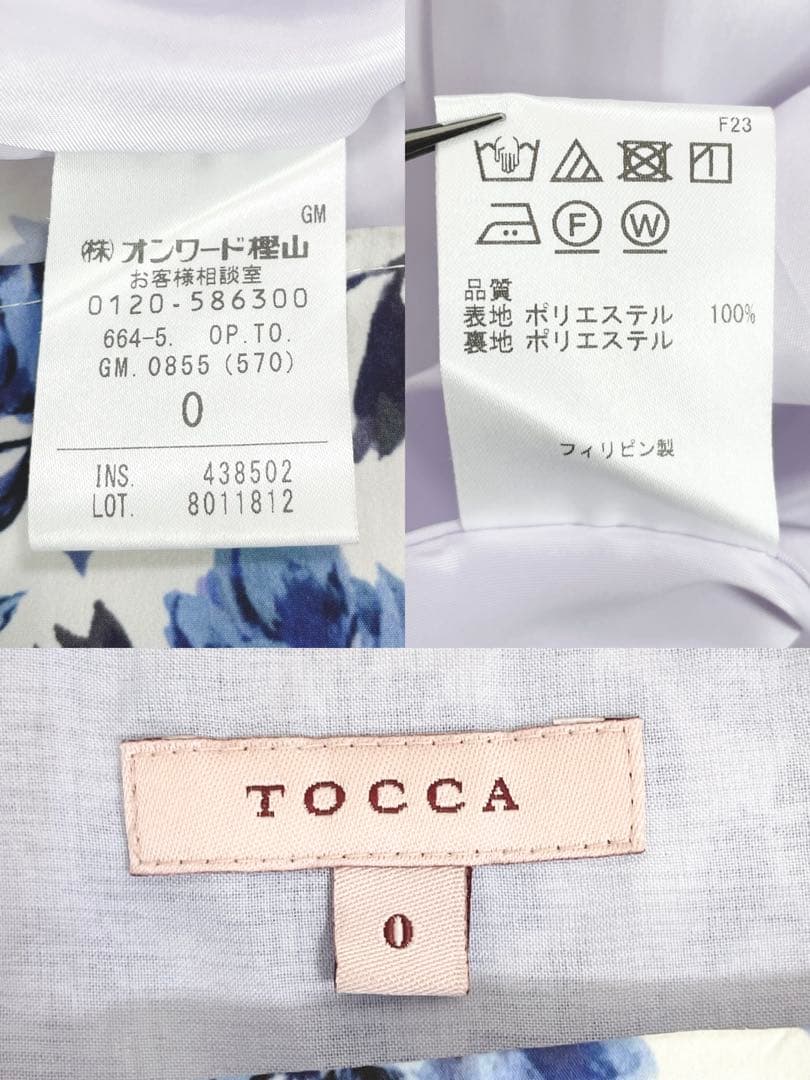 GM
㈱オンワード樫山
お客様相談室
0120-586300
664-5. OP.TO.
GM.0855(570)
0
INS. 438502
LOT. 8011812
F23
F W
品質
表地 ポリエステル 100%
裏地 ポリエステル
フィリピン製
TOCCA
0